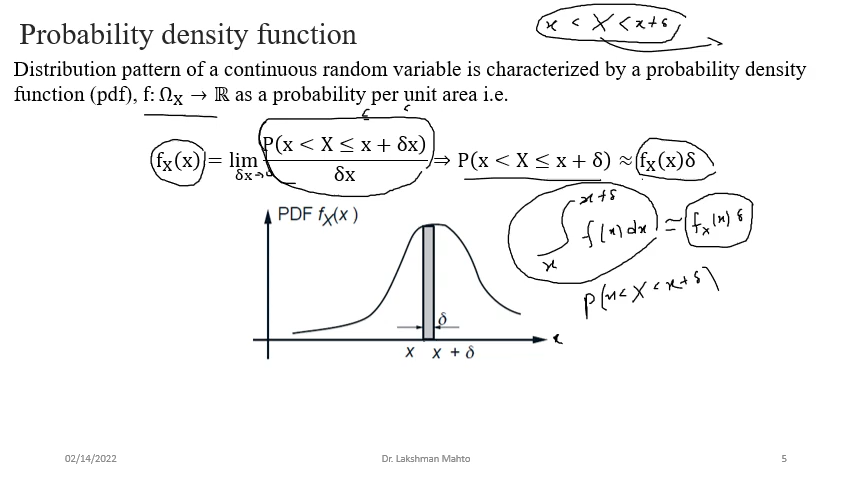 x < X < x+δ
Probability density function
Distribution pattern of a continuous random variable is characterized by a probability density
function (pdf), f: Ω_X → ℝ as a probability per unit area i.e.
f_X(x) = lim_{δx→0} P(x < X ≤ x + δx) / δx ⇒ P(x < X ≤ x + δ) ≈ f_X(x)δ
∫_x^{x+δ} f(x) dx ≈ f_X(x) δ
P(x < X < x+δ)
PDF f_X(x)
δ
x
x x + δ
02/14/2022 Dr. Lakshman Mahto 5